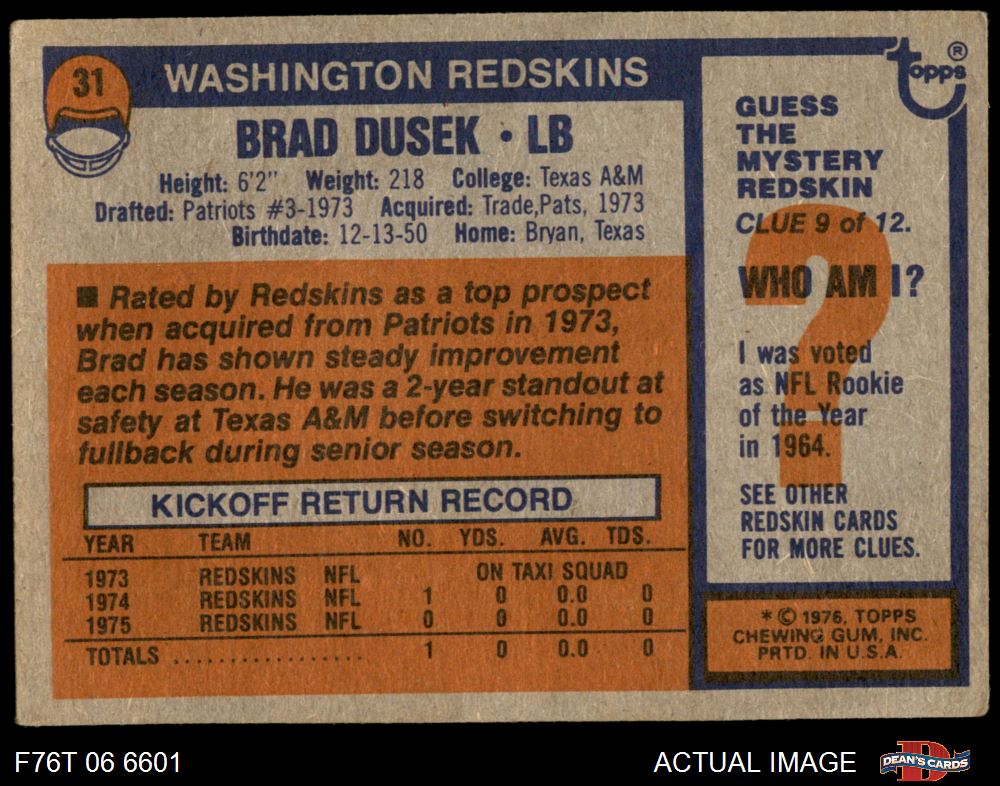 31
WASHINGTON REDSKINS
BRAD DUSEK • LB
Height: 6'2" Weight: 218 College: Texas A&M
Drafted: Patriots #3-1973 Acquired: Trade,Pats, 1973
Birthdate: 12-13-50 Home: Bryan, Texas
■ Rated by Redskins as a top prospect
when acquired from Patriots in 1973,
Brad has shown steady improvement
each season. He was a 2-year standout at
safety at Texas A&M before switching to
fullback during senior season.
KICKOFF RETURN RECORD
YEAR TEAM NO. YDS. AVG. TDS.
1973 REDSKINS NFL ON TAXI SQUAD
1974 REDSKINS NFL 1 0 0.0 0
1975 REDSKINS NFL 0 0 0.0 0
TOTALS .................. 1 0 0.0 0
Topps ®
GUESS
THE
MYSTERY
REDSKIN
CLUE 9 of 12.
WHO AM I?
?
I was voted
as NFL Rookie
of the Year
in 1964.
SEE OTHER
REDSKIN CARDS
FOR MORE CLUES.
* © 1976, TOPPS
CHEWING GUM, INC.
PRTD. IN U.S.A.
F76T 06 6601
ACTUAL IMAGE
D
DEAN'S CARDS